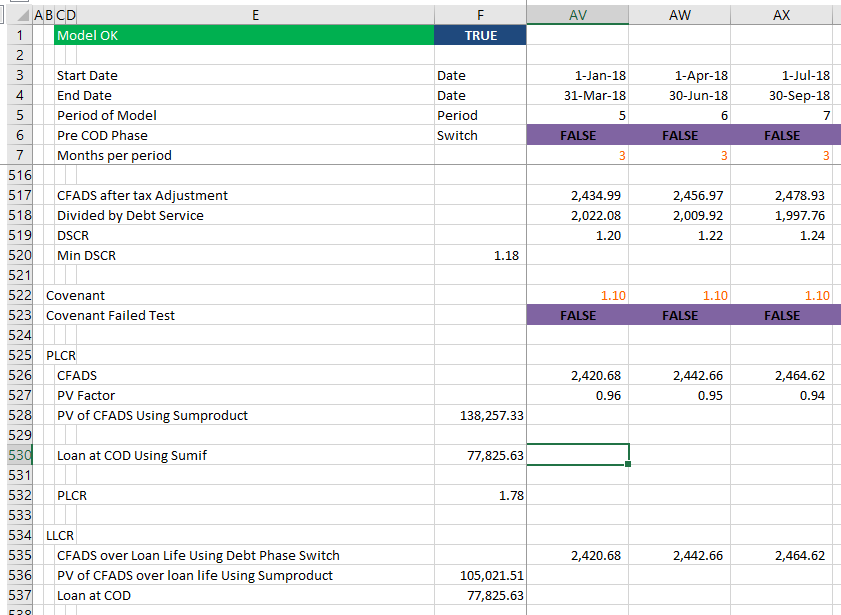 A B C D E F AV AW AX
1 Model OK TRUE
2
3 Start Date Date 1-Jan-18 1-Apr-18 1-Jul-18
4 End Date Date 31-Mar-18 30-Jun-18 30-Sep-18
5 Period of Model Period 5 6 7
6 Pre COD Phase Switch FALSE FALSE FALSE
7 Months per period 3 3 3
516
517 CFADS after tax Adjustment 2,434.99 2,456.97 2,478.93
518 Divided by Debt Service 2,022.08 2,009.92 1,997.76
519 DSCR 1.20 1.22 1.24
520 Min DSCR 1.18
521
522 Covenant 1.10 1.10 1.10
523 Covenant Failed Test FALSE FALSE FALSE
524
525 PLCR
526 CFADS 2,420.68 2,442.66 2,464.62
527 PV Factor 0.96 0.95 0.94
528 PV of CFADS Using Sumproduct 138,257.33
529
530 Loan at COD Using Sumif 77,825.63
531
532 PLCR 1.78
533
534 LLCR
535 CFADS over Loan Life Using Debt Phase Switch 2,420.68 2,442.66 2,464.62
536 PV of CFADS over loan life Using Sumproduct 105,021.51
537 Loan at COD 77,825.63